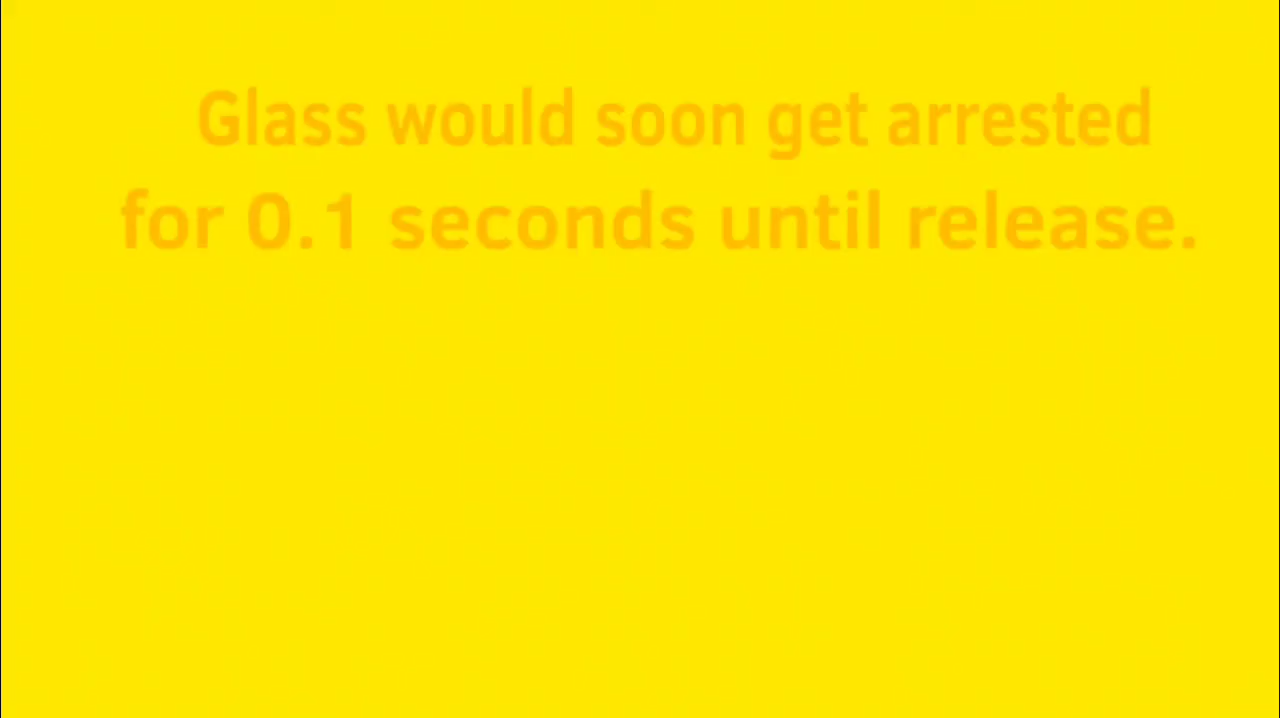 Glass would soon get arrested
for 0.1 seconds until release.